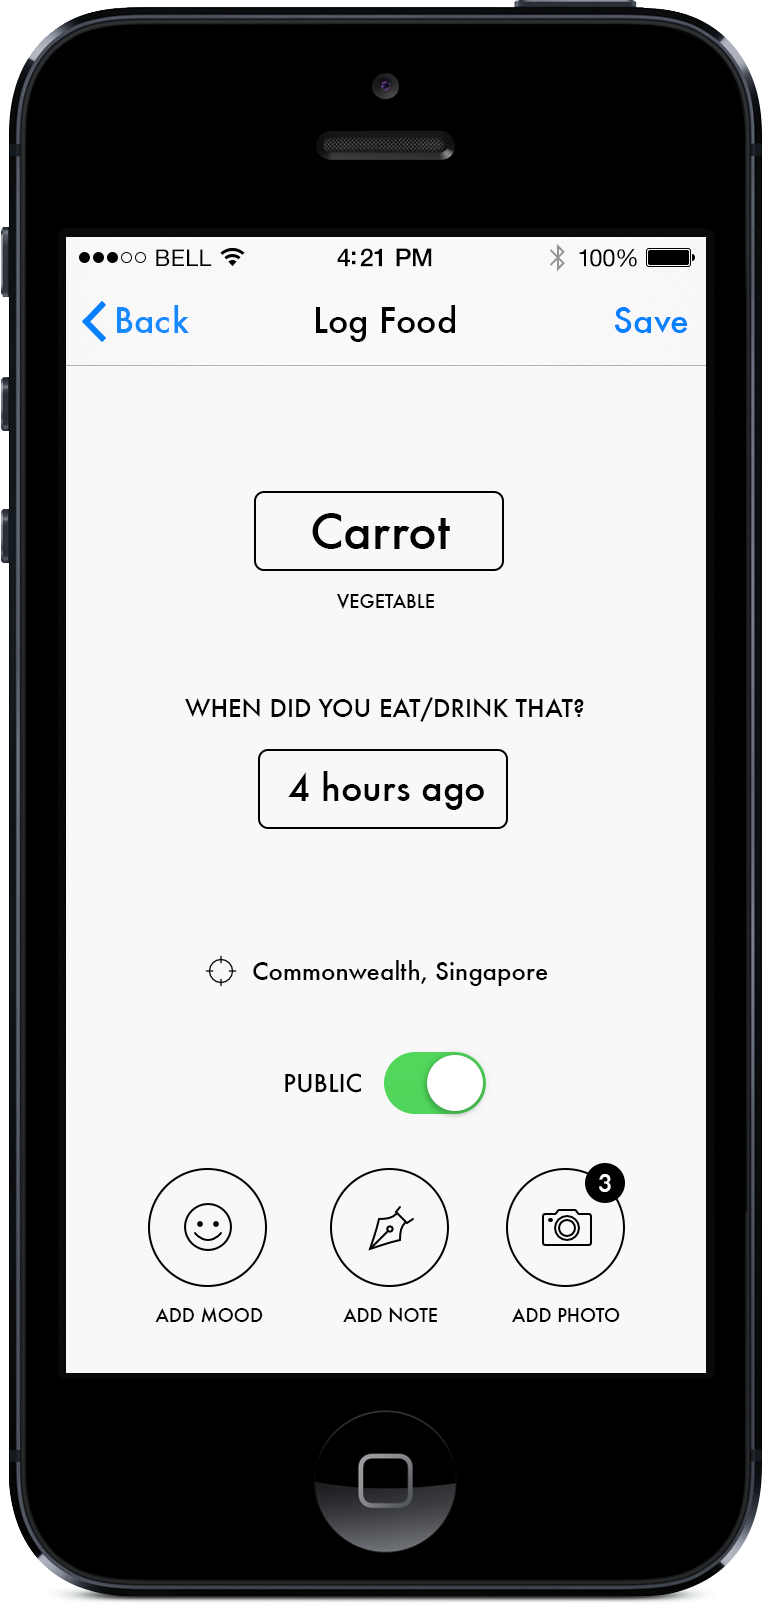 BELL 4:21 PM 100%
Back Log Food Save
Carrot
VEGETABLE
WHEN DID YOU EAT/DRINK THAT?
4 hours ago
Commonwealth, Singapore
PUBLIC
3
ADD MOOD ADD NOTE ADD PHOTO